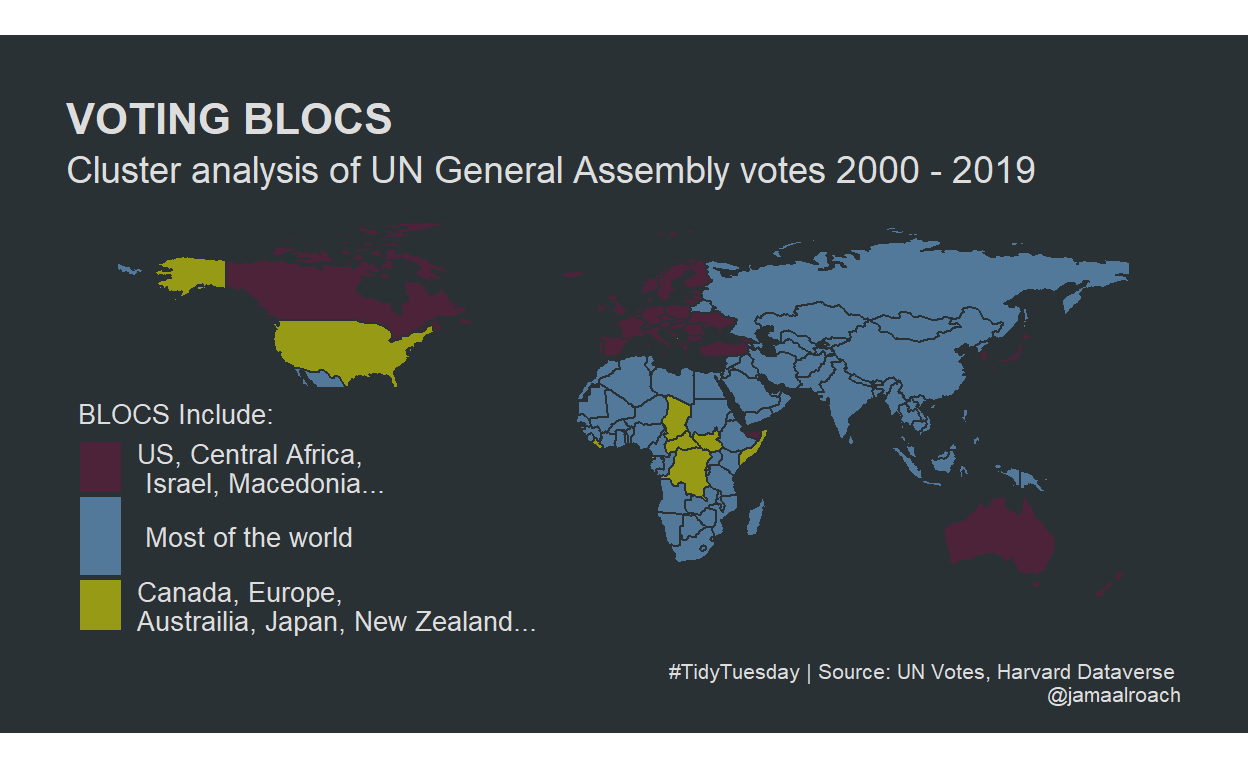 VOTING BLOCS
Cluster analysis of UN General Assembly votes 2000 - 2019
BLOCS Include:
US, Central Africa,
Israel, Macedonia...
Most of the world
Canada, Europe,
Austrailia, Japan, New Zealand...
#TidyTuesday | Source: UN Votes, Harvard Dataverse
@jamaalroach